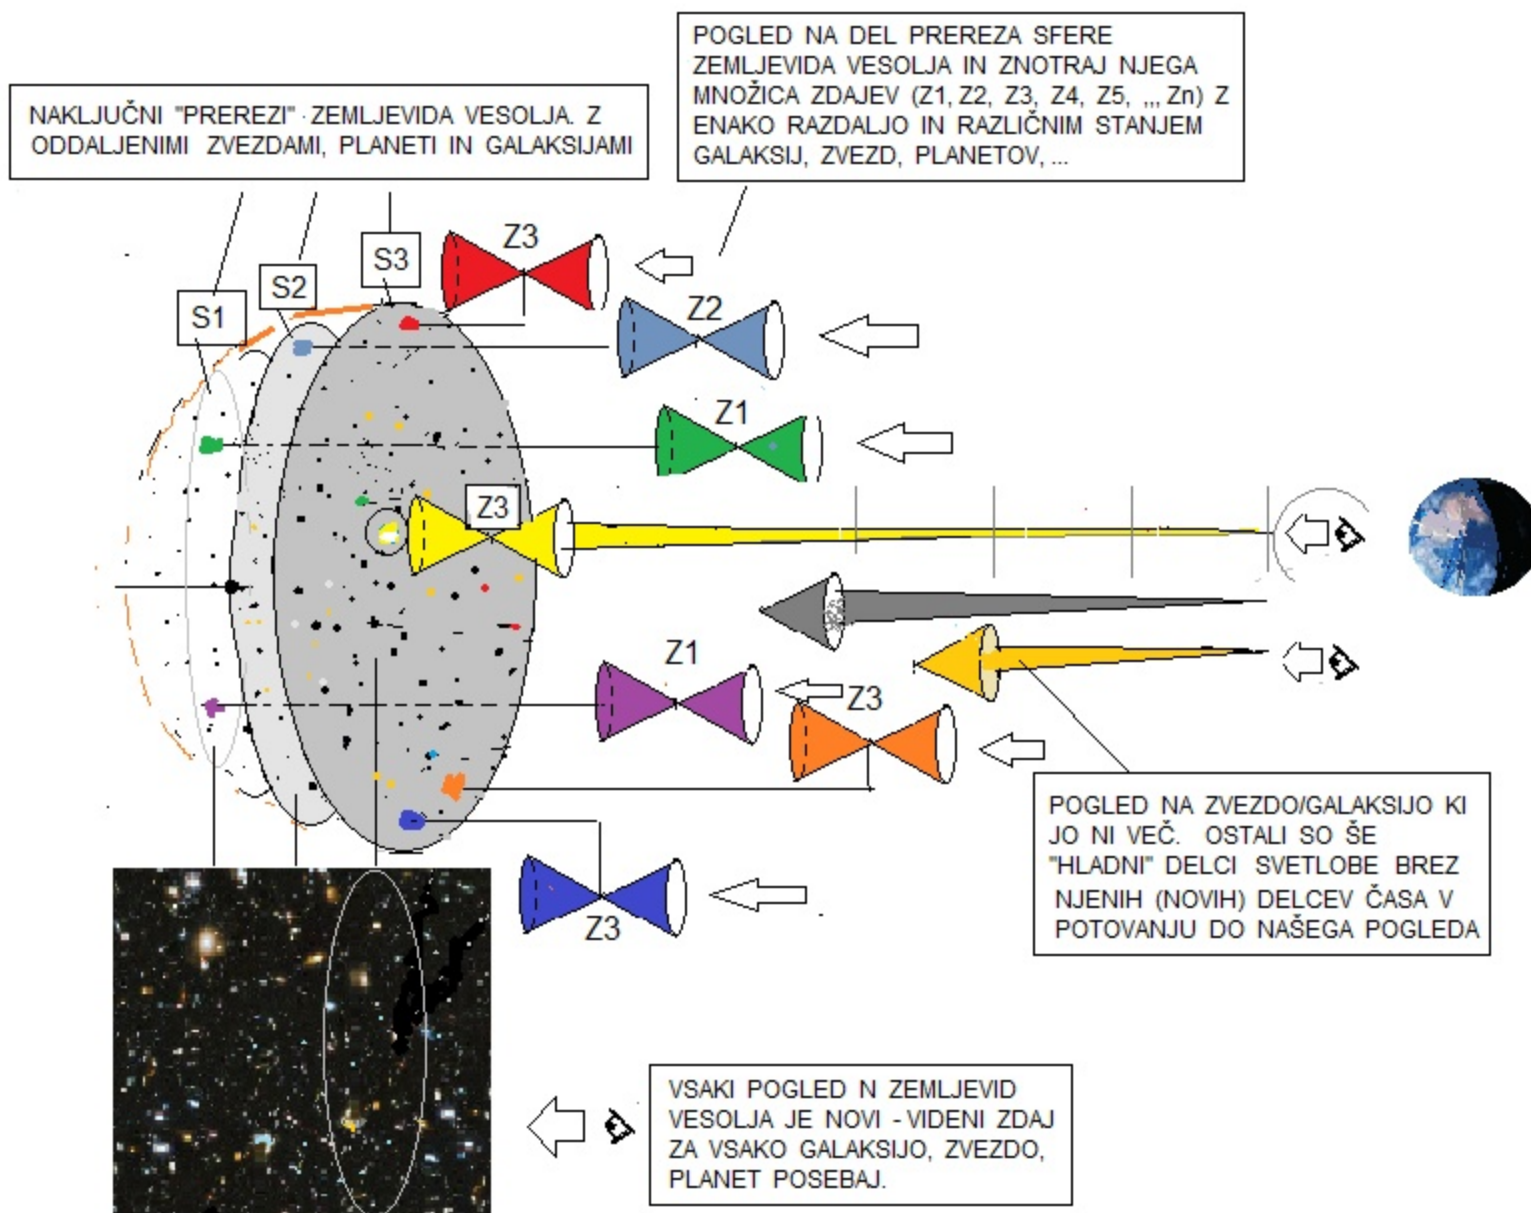 POGLED NA DEL PREREZA SFERE
ZEMLJEVIDA VESOLJA IN ZNOTRAJ NJEGA
MNOŽICA ZDAJEV (Z1, Z2, Z3, Z4, Z5, ,,, Zn) Z
ENAKO RAZDALJO IN RAZLIČNIM STANJEM
GALAKSIJ, ZVEZD, PLANETOV, ...
NAKLJUČNI "PREREZI" ZEMLJEVIDA VESOLJA. Z
ODDALJENIMI ZVEZDAMI, PLANETI IN GALAKSIJAMI
Z3
S3
S2
S1
Z2
Z1
Z3
Z1
Z3
Z3
POGLED NA ZVEZDO/GALAKSIJO KI
JO NI VEČ. OSTALI SO ŠE
"HLADNI" DELCI SVETLOBE BREZ
NJENIH (NOVIH) DELCEV ČASA V
POTOVANJU DO NAŠEGA POGLEDA
VSAKI POGLED N ZEMLJEVID
VESOLJA JE NOVI - VIDENI ZDAJ
ZA VSAKO GALAKSIJO, ZVEZDO,
PLANET POSEBAJ.